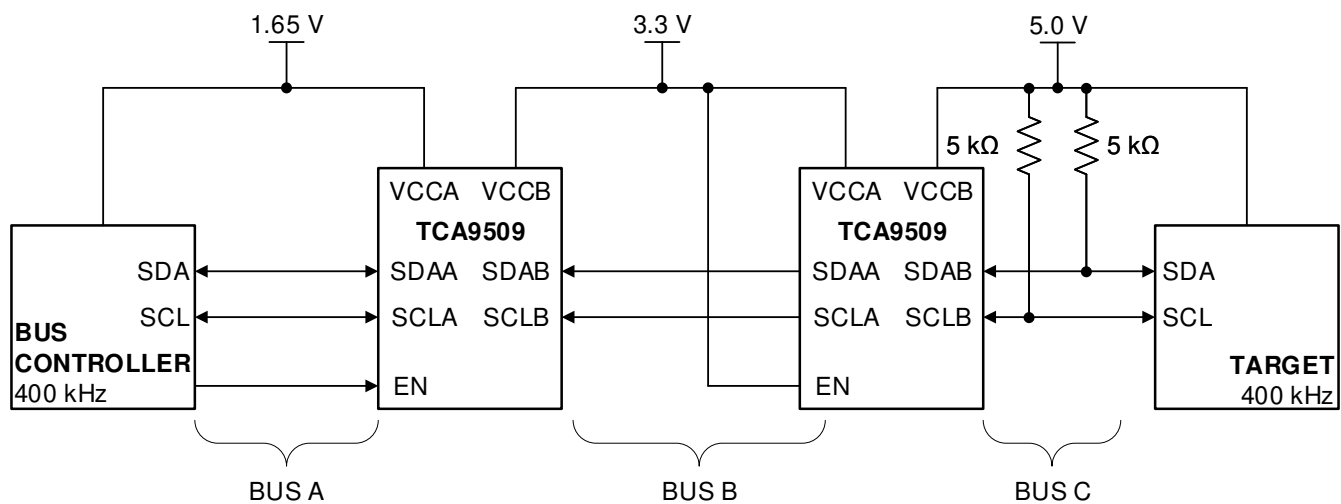 1.65 V
3.3 V
5.0 V
5 kΩ
5 kΩ
VCCA VCCB
TCA9509
SDAA SDAB
SCLA SCLB
EN
VCCA VCCB
TCA9509
SDAA SDAB
SCLA SCLB
EN
SDA
SCL
BUS
CONTROLLER
400 kHz
SDA
SCL
TARGET
400 kHz
BUS A
BUS B
BUS C